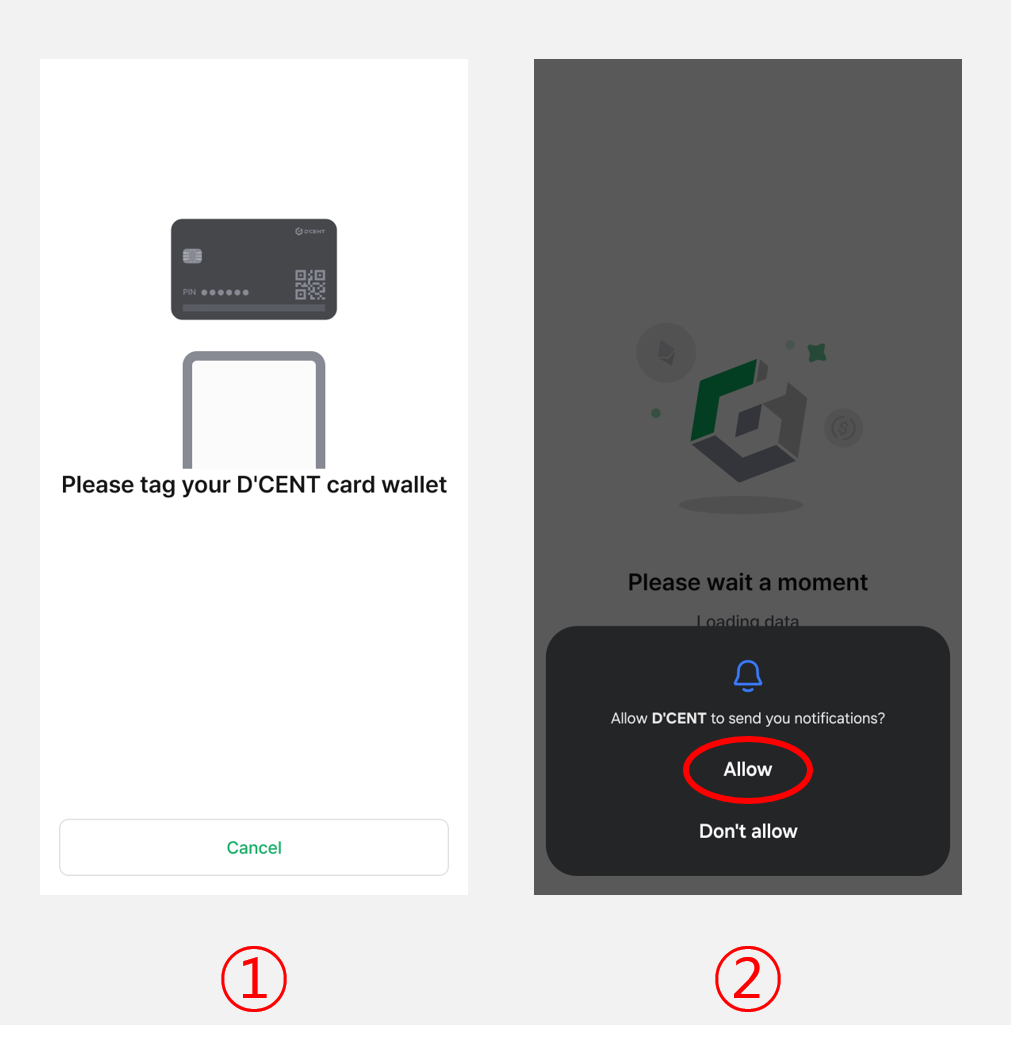 D'CENT
PIN
Please tag your D'CENT card wallet
Cancel
①
Please wait a moment
Loading data
Allow D'CENT to send you notifications?
Allow
Don't allow
②